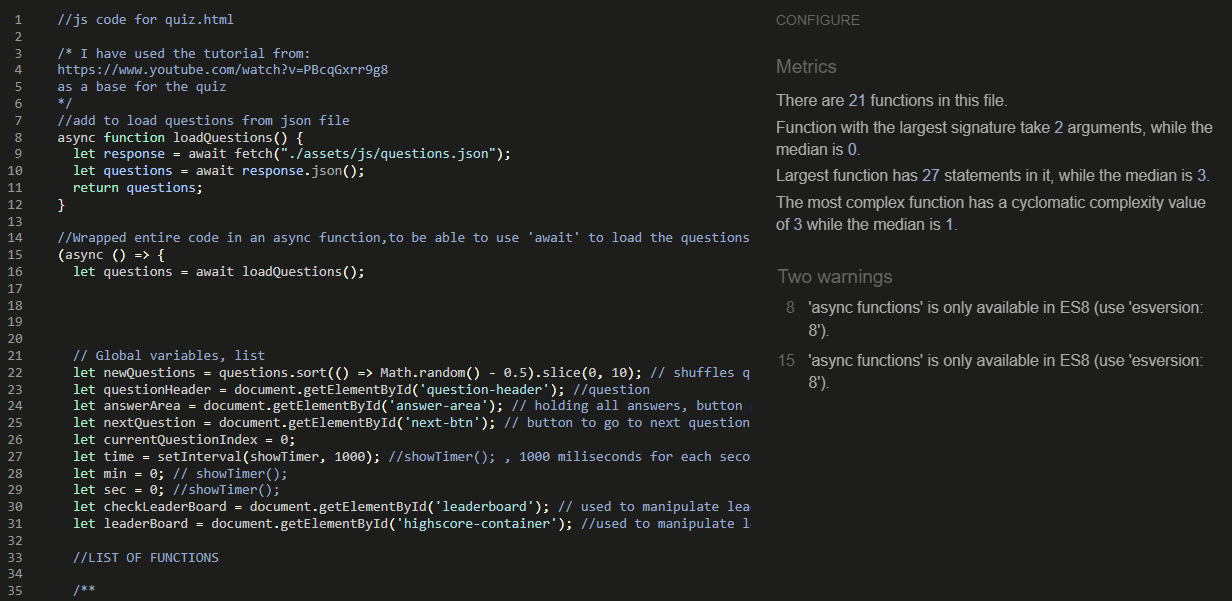 1 //js code for quiz.html
2
3 /* I have used the tutorial from:
4 https://www.youtube.com/watch?v=PBcqGxrr9g8
5 as a base for the quiz
6 */
7 //add to load questions from json file
8 async function loadQuestions() {
9 let response = await fetch("./assets/js/questions.json");
10 let questions = await response.json();
11 return questions;
12 }
13
14 //Wrapped entire code in an async function,to be able to use 'await' to load the questions
15 (async () => {
16 let questions = await loadQuestions();
17
18
19
20
21 // Global variables, list
22 let newQuestions = questions.sort(() => Math.random() - 0.5).slice(0, 10); // shuffles q
23 let questionHeader = document.getElementById('question-header'); //question
24 let answerArea = document.getElementById('answer-area'); // holding all answers, button
25 let nextQuestion = document.getElementById('next-btn'); // button to go to next question
26 let currentQuestionIndex = 0;
27 let time = setInterval(showTimer, 1000); //showTimer(); , 1000 miliseconds for each seco
28 let min = 0; // showTimer();
29 let sec = 0; //showTimer();
30 let checkLeaderBoard = document.getElementById('leaderboard'); // used to manipulate lea
31 let leaderBoard = document.getElementById('highscore-container'); //used to manipulate l
32
33 //LIST OF FUNCTIONS
34
35 /**
CONFIGURE
Metrics
There are 21 functions in this file.
Function with the largest signature take 2 arguments, while the
median is 0.
Largest function has 27 statements in it, while the median is 3.
The most complex function has a cyclomatic complexity value
of 3 while the median is 1.
Two warnings
8 'async functions' is only available in ES8 (use 'esversion:
8').
15 'async functions' is only available in ES8 (use 'esversion:
8').